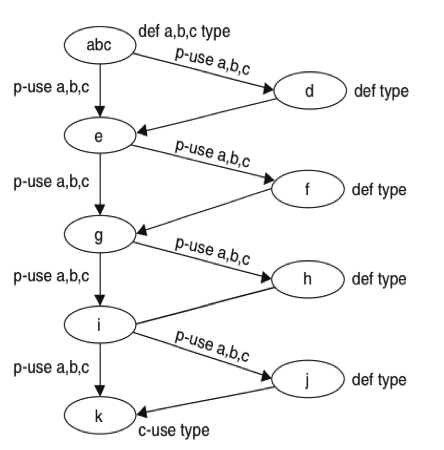 def a,b,c type
abc
p-use a,b,c
p-use a,b,c
d
def type
e
p-use a,b,c
p-use a,b,c
f
def type
g
p-use a,b,c
p-use a,b,c
h
def type
i
p-use a,b,c
p-use a,b,c
j
def type
k
c-use type